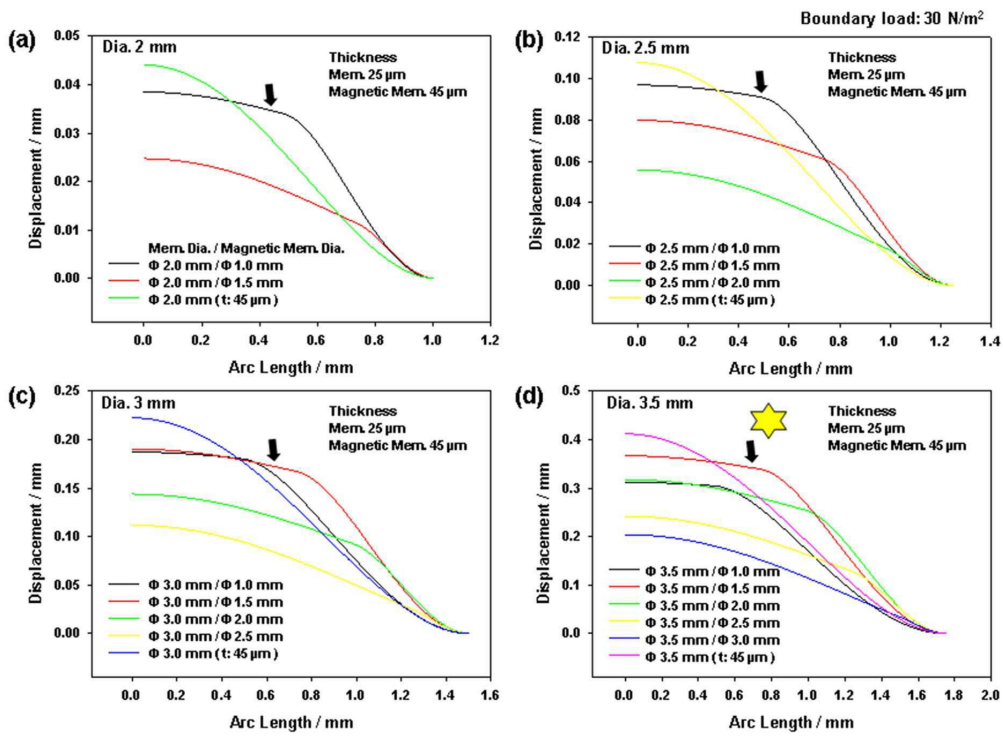 Boundary load: 30 N/m²
(a)
Dia. 2 mm
Thickness
Mem. 25 µm
Magnetic Mem. 45 µm
Displacement / mm
0.05
0.04
0.03
0.02
0.01
0.00
Mem. Dia. / Magnetic Mem. Dia.
Φ 2.0 mm / Φ 1.0 mm
Φ 2.0 mm / Φ 1.5 mm
Φ 2.0 mm ( t: 45 µm )
0.0 0.2 0.4 0.6 0.8 1.0 1.2
Arc Length / mm
(b)
Dia. 2.5 mm
Thickness
Mem. 25 µm
Magnetic Mem. 45 µm
Displacement / mm
0.12
0.10
0.08
0.06
0.04
0.02
0.00
Φ 2.5 mm / Φ 1.0 mm
Φ 2.5 mm / Φ 1.5 mm
Φ 2.5 mm / Φ 2.0 mm
Φ 2.5 mm ( t: 45 µm )
0.0 0.2 0.4 0.6 0.8 1.0 1.2 1.4
Arc Length / mm
(c)
Dia. 3 mm
Thickness
Mem. 25 µm
Magnetic Mem. 45 µm
Displacement / mm
0.25
0.20
0.15
0.10
0.05
0.00
Φ 3.0 mm / Φ 1.0 mm
Φ 3.0 mm / Φ 1.5 mm
Φ 3.0 mm / Φ 2.0 mm
Φ 3.0 mm / Φ 2.5 mm
Φ 3.0 mm ( t: 45 µm )
0.0 0.2 0.4 0.6 0.8 1.0 1.2 1.4 1.6
Arc Length / mm
(d)
Dia. 3.5 mm
Thickness
Mem. 25 µm
Magnetic Mem. 45 µm
Displacement / mm
0.5
0.4
0.3
0.2
0.1
0.0
Φ 3.5 mm / Φ 1.0 mm
Φ 3.5 mm / Φ 1.5 mm
Φ 3.5 mm / Φ 2.0 mm
Φ 3.5 mm / Φ 2.5 mm
Φ 3.5 mm / Φ 3.0 mm
Φ 3.5 mm ( t: 45 µm )
0.0 0.2 0.4 0.6 0.8 1.0 1.2 1.4 1.6 1.8 2.0
Arc Length / mm